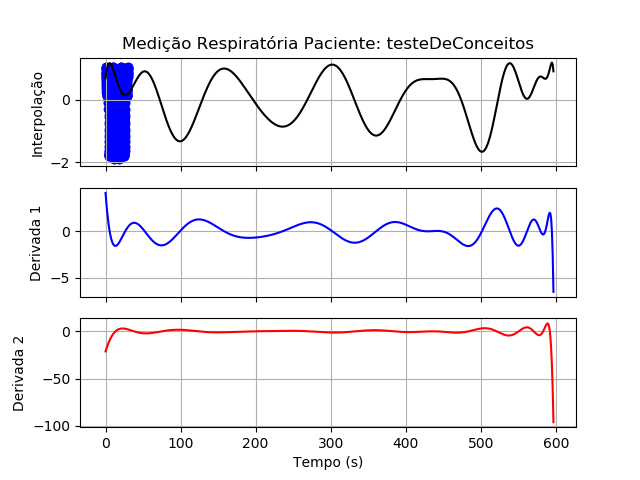 Medição Respiratória Paciente: testeDeConceitos
Interpolação
0
−2
Derivada 1
0
−5
Derivada 2
0
−50
−100
0 100 200 300 400 500 600
Tempo (s)